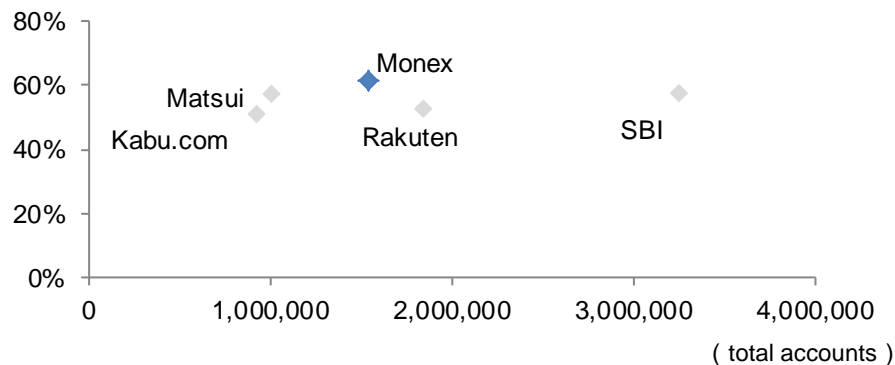 80%
Monex
60%
Matsui
Kabu.com
Rakuten
SBI
40%
20%
0%
0 1,000,000 2,000,000 3,000,000 4,000,000
( total accounts )